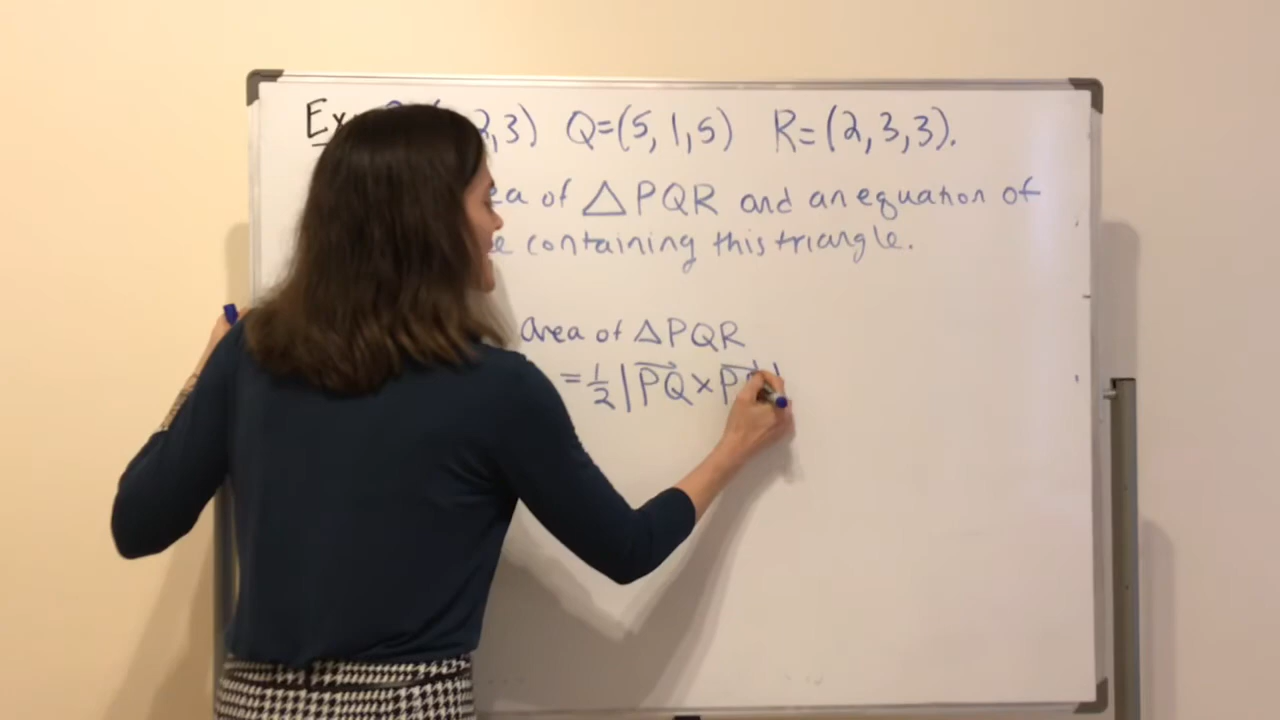 Ex 2,3) Q=(5,1,5) R=(2,3,3).
of △PQR and an equation of
containing this triangle.
Area of △PQR
=½|PQ×P